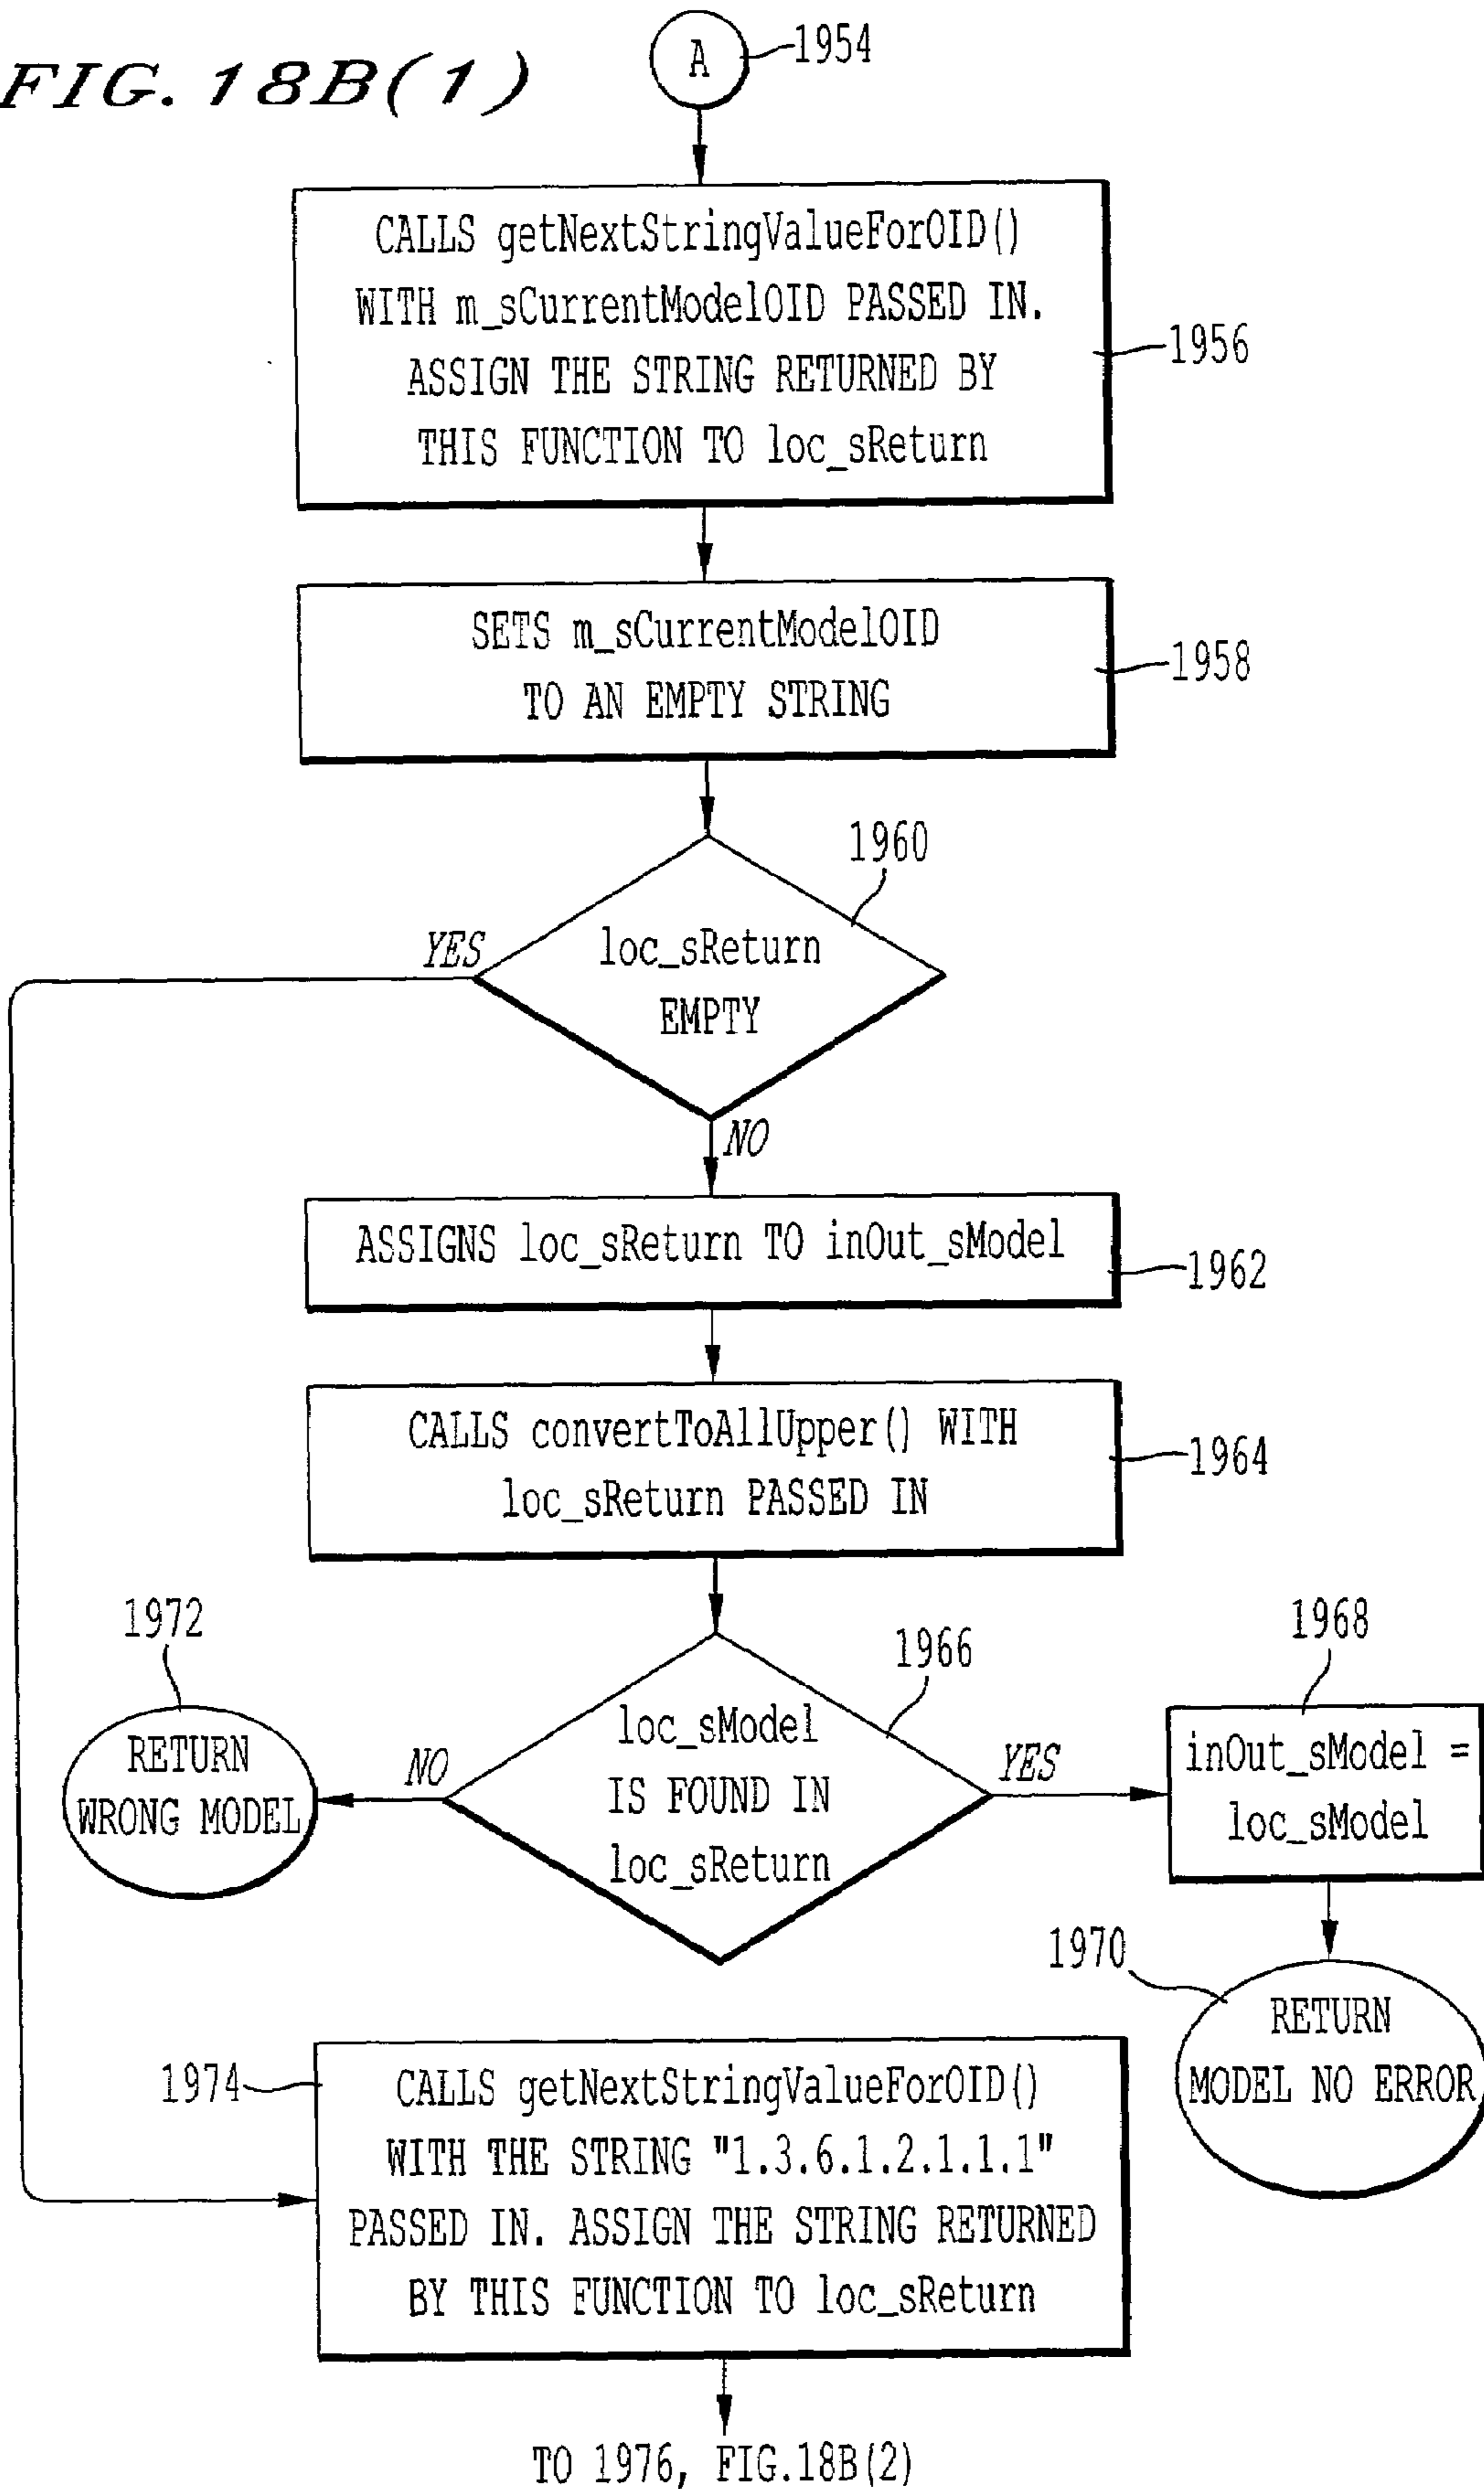 FIG. 18B(1)
A
1954
CALLS getNextStringValueForOID()
WITH m_sCurrentModelOID PASSED IN.
ASSIGN THE STRING RETURNED BY
THIS FUNCTION TO loc_sReturn
1956
SETS m_sCurrentModelOID
TO AN EMPTY STRING
1958
1960
YES
loc_sReturn
EMPTY
NO
ASSIGNS loc_sReturn TO inOut_sModel
1962
CALLS convertToAllUpper() WITH
loc_sReturn PASSED IN
1964
1972
1966
1968
RETURN
WRONG MODEL
NO
loc_sModel
IS FOUND IN
loc_sReturn
YES
inOut_sModel =
loc_sModel
1970
RETURN
MODEL NO ERROR
1974
CALLS getNextStringValueForOID()
WITH THE STRING "1.3.6.1.2.1.1.1"
PASSED IN. ASSIGN THE STRING RETURNED
BY THIS FUNCTION TO loc_sReturn
TO 1976, FIG.18B(2)